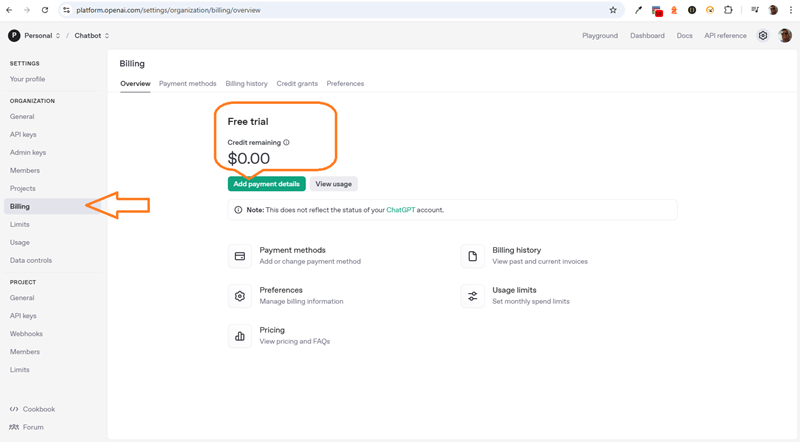 platform.openai.com/settings/organization/billing/overview
P Personal / Chatbot
Playground Dashboard Docs API reference
SETTINGS
Your profile
ORGANIZATION
General
API keys
Admin keys
Members
Projects
Billing
Limits
Usage
Data controls
PROJECT
General
API keys
Webhooks
Members
Limits
Cookbook
Forum
Billing
Overview Payment methods Billing history Credit grants Preferences
Free trial
Credit remaining
$0.00
Add payment details View usage
Note: This does not reflect the status of your ChatGPT account.
Payment methods
Add or change payment method
Billing history
View past and current invoices
Preferences
Manage billing information
Usage limits
Set monthly spend limits
Pricing
View pricing and FAQs